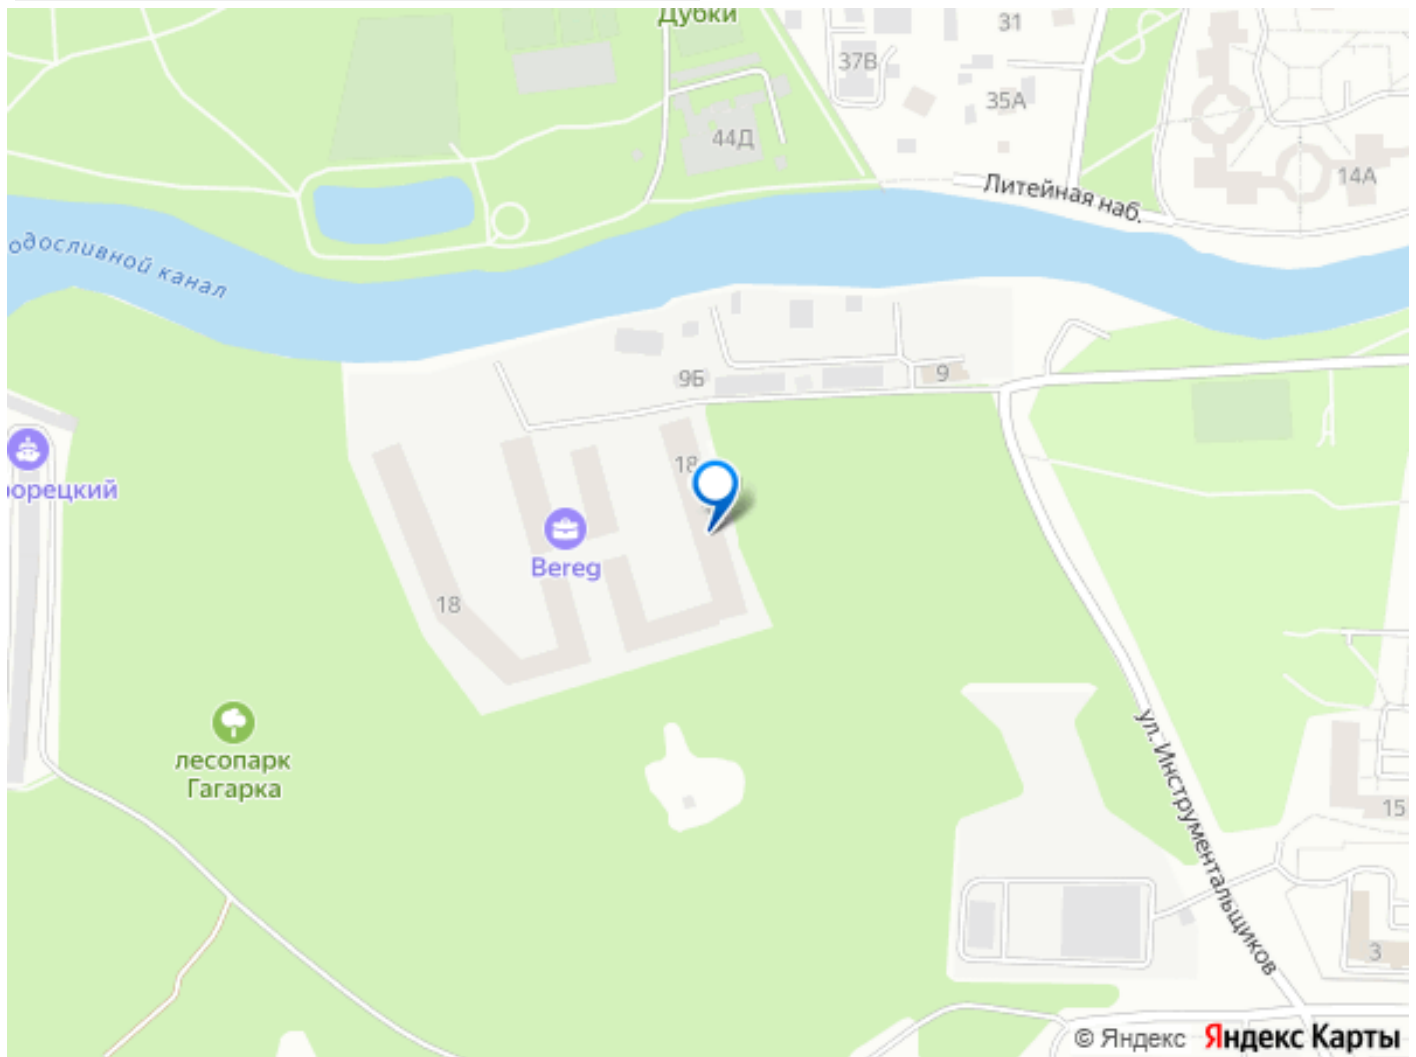 Дубки
31
37В
35А
44Д
14А
Литейная наб.
одосливной канал
9Б
9
18
орецкий
Bereg
18
лесопарк
Гагарка
ул. Инструментальщиков
15
3
© Яндекс Яндекс Карты